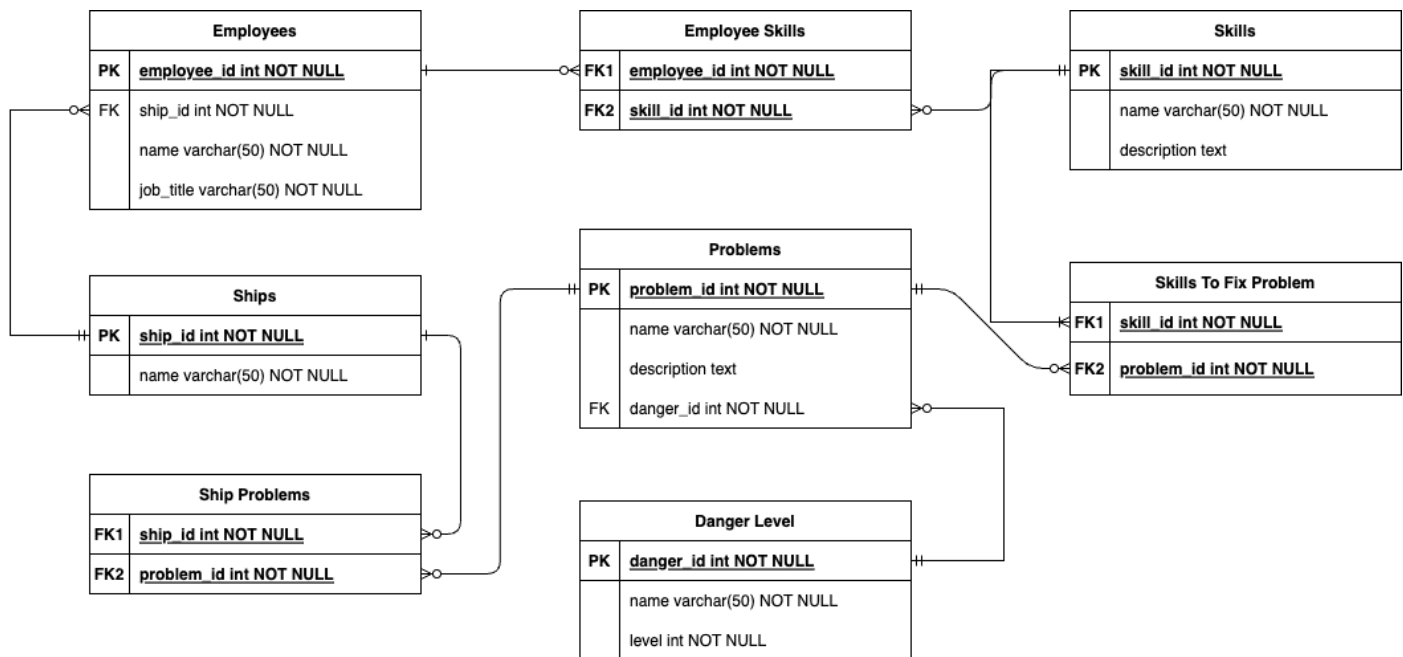 Employees
PK employee_id int NOT NULL
FK ship_id int NOT NULL
name varchar(50) NOT NULL
job_title varchar(50) NOT NULL
Employee Skills
FK1 employee_id int NOT NULL
FK2 skill_id int NOT NULL
Skills
PK skill_id int NOT NULL
name varchar(50) NOT NULL
description text
Ships
PK ship_id int NOT NULL
name varchar(50) NOT NULL
Problems
PK problem_id int NOT NULL
name varchar(50) NOT NULL
description text
FK danger_id int NOT NULL
Skills To Fix Problem
FK1 skill_id int NOT NULL
FK2 problem_id int NOT NULL
Ship Problems
FK1 ship_id int NOT NULL
FK2 problem_id int NOT NULL
Danger Level
PK danger_id int NOT NULL
name varchar(50) NOT NULL
level int NOT NULL